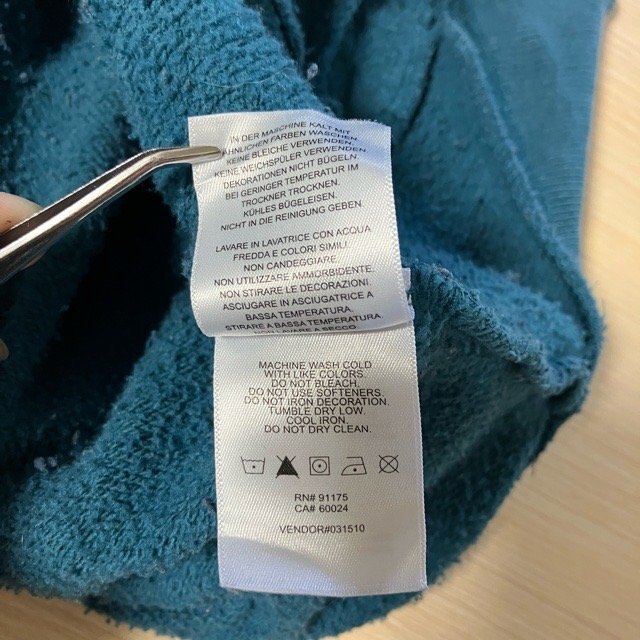 IN DER MASCHINE KALT MIT
ÄHNLICHEN FARBEN WASCHEN.
KEINE BLEICHE VERWENDEN.
KEINE WEICHSPÜLER VERWENDEN.
DEKORATIONEN NICHT BÜGELN.
BEI GERINGER TEMPERATUR IM
TROCKNER TROCKNEN.
KÜHLES BÜGELEISEN.
NICHT IN DIE REINIGUNG GEBEN.
LAVARE IN LAVATRICE CON ACQUA
FREDDA E COLORI SIMILI
NON CANDEGGIARE.
NON UTILIZZARE AMMORBIDENTE.
NON STIRARE LE DECORAZIONI.
ASCIUGARE IN ASCIUGATRICE A
BASSA TEMPERATURA.
STIRARE A BASSA TEMPERATURA.
NON LAVARE A SECCO.
MACHINE WASH COLD
WITH LIKE COLORS.
DO NOT BLEACH.
DO NOT USE SOFTENERS.
DO NOT IRON DECORATION.
TUMBLE DRY LOW.
COOL IRON.
DO NOT DRY CLEAN.
RN# 91175
CA# 60024
VENDOR#031510